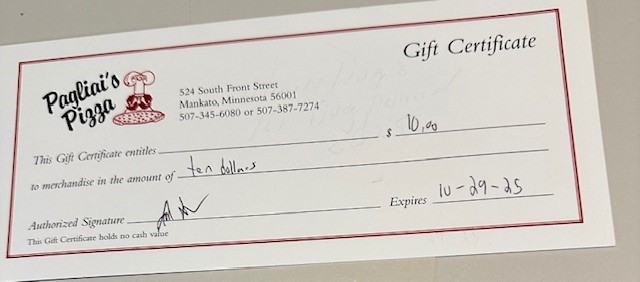 Gift Certificate
Pagliai's
Pizza
524 South Front Street
Mankato, Minnesota 56001
507-345-6080 or 507-387-7274
This Gift Certificate entitles $ 10,00
to merchandise in the amount of ten dollars
Authorized Signature Expires 10-29-25
This Gift Certificate holds no cash value